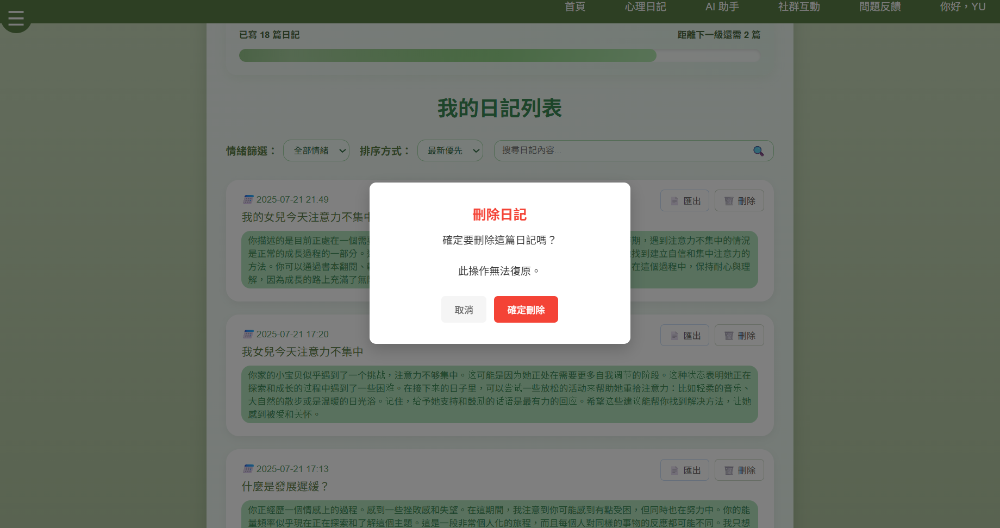 首頁 心理日記 AI 助手 社群互動 問題反饋 你好，YU
已寫 18 篇日記 距離下一級還需 2 篇
我的日記列表
情緒篩選： 全部情緒 排序方式： 最新優先 搜尋日記內容...
2025-07-21 21:49 匯出 刪除
我的女兒今天注意力不集中
你描述的是目前正處在一個需 期，遇到注意力不集中的情況
是正常的成長過程的一部分。 找到建立自信和集中注意力的
方法。你可以通過書本翻閱、 在這個過程中，保持耐心與理
解，因為成長的路上充滿了無
刪除日記
確定要刪除這篇日記嗎？
此操作無法復原。
取消 確定刪除
2025-07-21 17:20 匯出 刪除
我女兒今天注意力不集中
你家的小宝贝似乎遇到了一个挑战，注意力不够集中。这可能是因为她正处在需要更多自我调节的阶段。这种状态表明她正在
探索和成长的过程中遇到了一些困难。在接下来的日子里，可以尝试一些放松的活动来帮助她重拾注意力：比如轻柔的音乐、
大自然的散步或是温暖的日光浴。记住，给予她支持和鼓励的话语是最有力的回应。希望这些建议能帮你找到解决方法，让她
感到被爱和关怀。
2025-07-21 17:13 匯出 刪除
什麼是發展遲緩？
你正經歷一個情感上的過程。感到一些挫敗感和失望。在這期間，我注意到你可能感到有點受困，但同時也在努力中。你的能
量頻率似乎現在正在探索和了解這個主題。這是一段非常個人化的旅程，而且每個人對同樣的事物的反應都可能不同。我只想